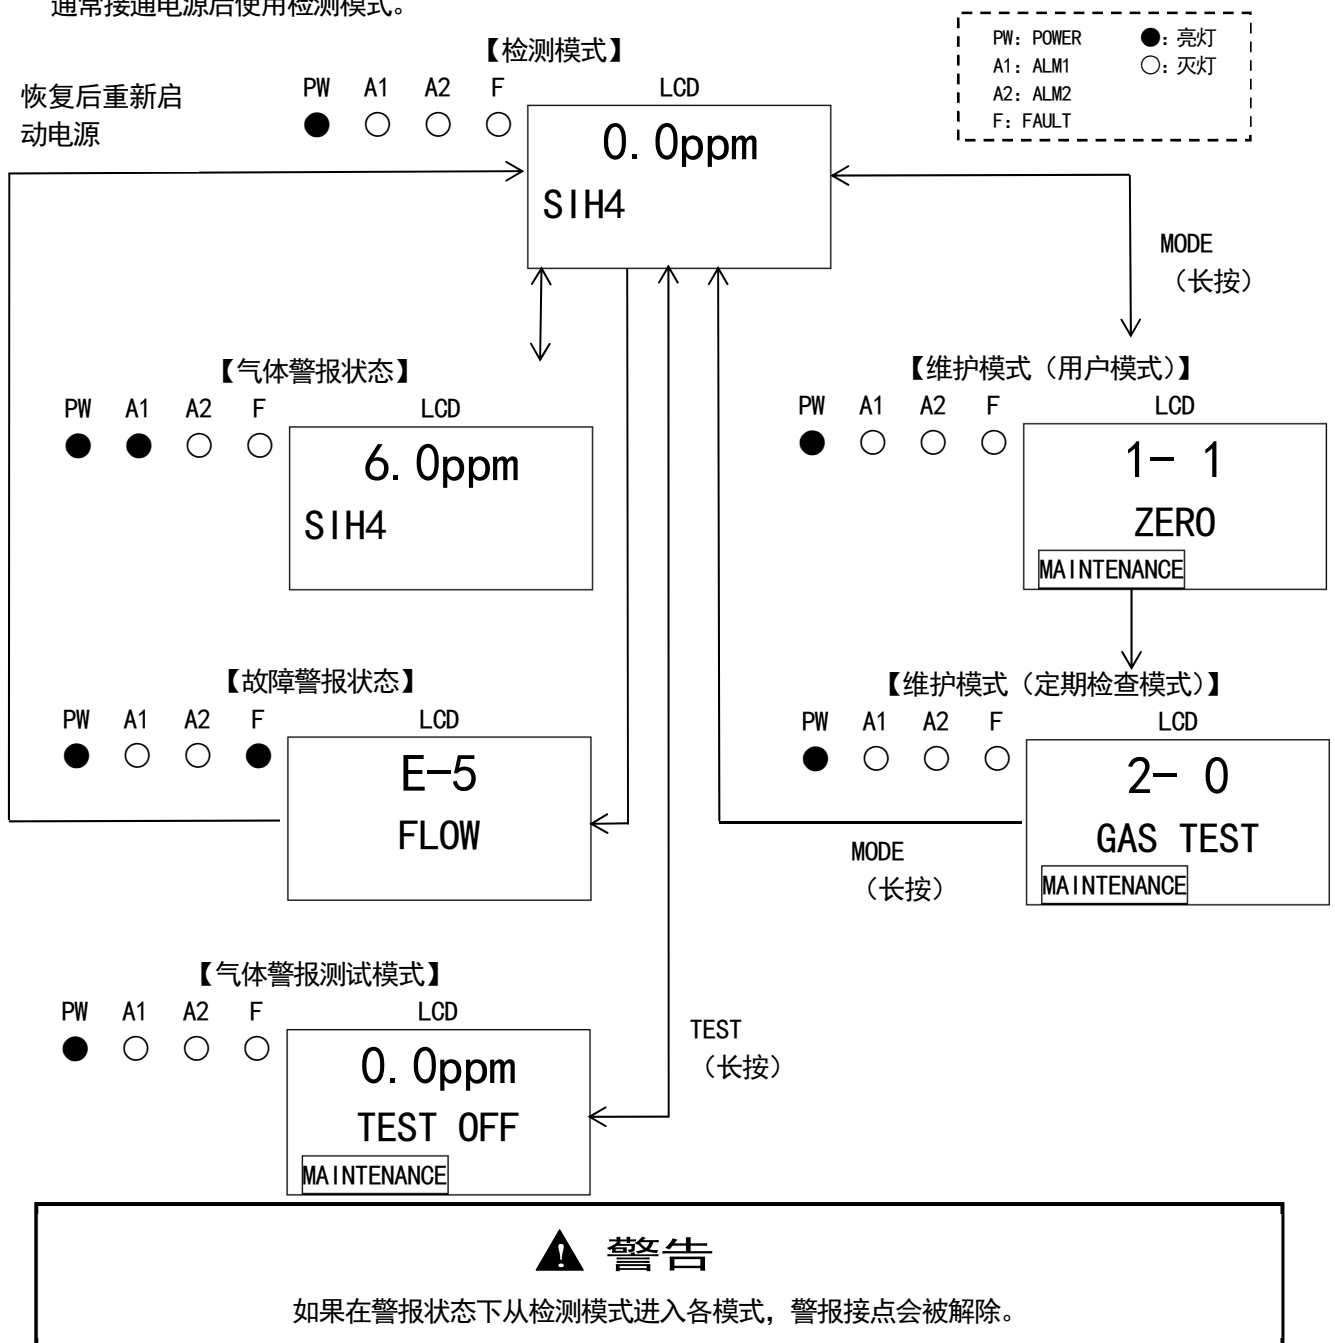 通常接通电源后使用检测模式。
PW: POWER ●: 亮灯
A1: ALM1 ○: 灭灯
A2: ALM2
F: FAULT
【检测模式】
恢复后重新启
动电源
PW A1 A2 F LCD
0.0ppm
SIH4
MODE
（长按）
【气体警报状态】
PW A1 A2 F LCD
6.0ppm
SIH4
【维护模式（用户模式）】
PW A1 A2 F LCD
1- 1
ZERO
MAINTENANCE
【故障警报状态】
PW A1 A2 F LCD
E-5
FLOW
【维护模式（定期检查模式）】
PW A1 A2 F LCD
2- 0
GAS TEST
MAINTENANCE
MODE
（长按）
【气体警报测试模式】
PW A1 A2 F LCD
0.0ppm
TEST OFF
MAINTENANCE
TEST
（长按）
警告
如果在警报状态下从检测模式进入各模式，警报接点会被解除。